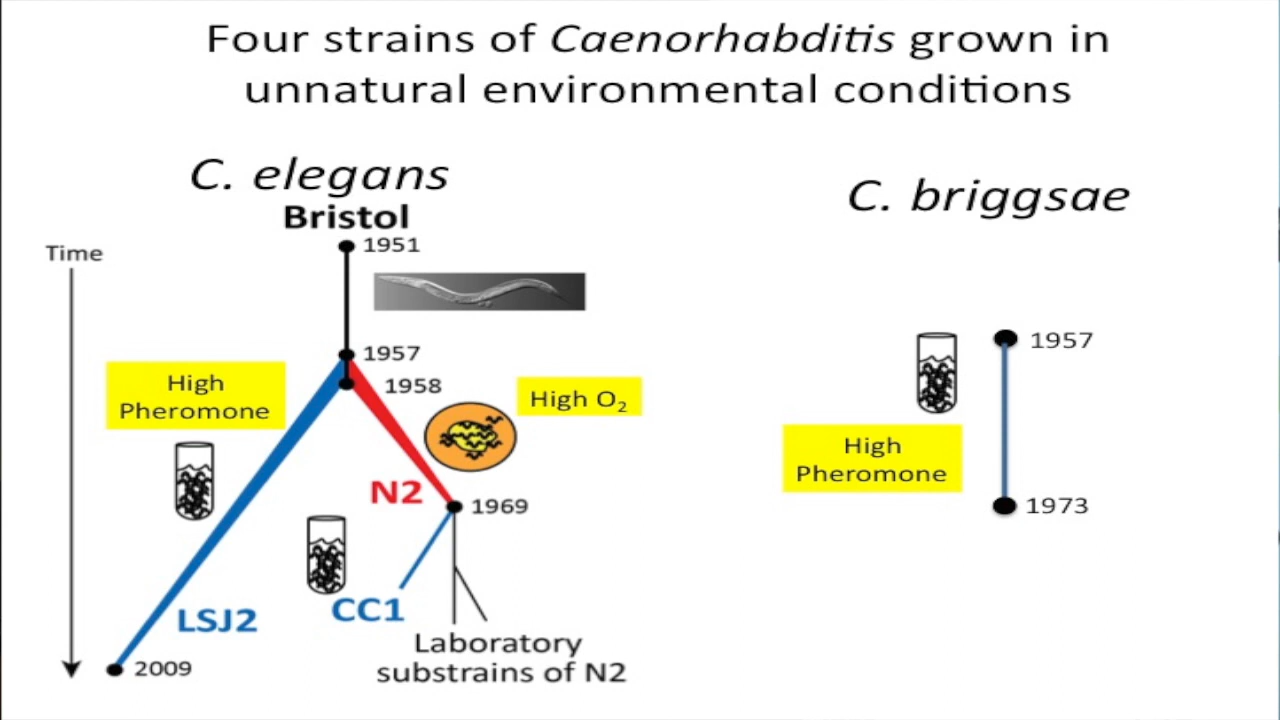 Four strains of Caenorhabditis grown in
unnatural environmental conditions
C. elegans
Bristol
Time
1951
1957
1958
High
Pheromone
High O₂
N2
1969
LSJ2
CC1
2009
Laboratory
substrains of N2
C. briggsae
1957
High
Pheromone
1973